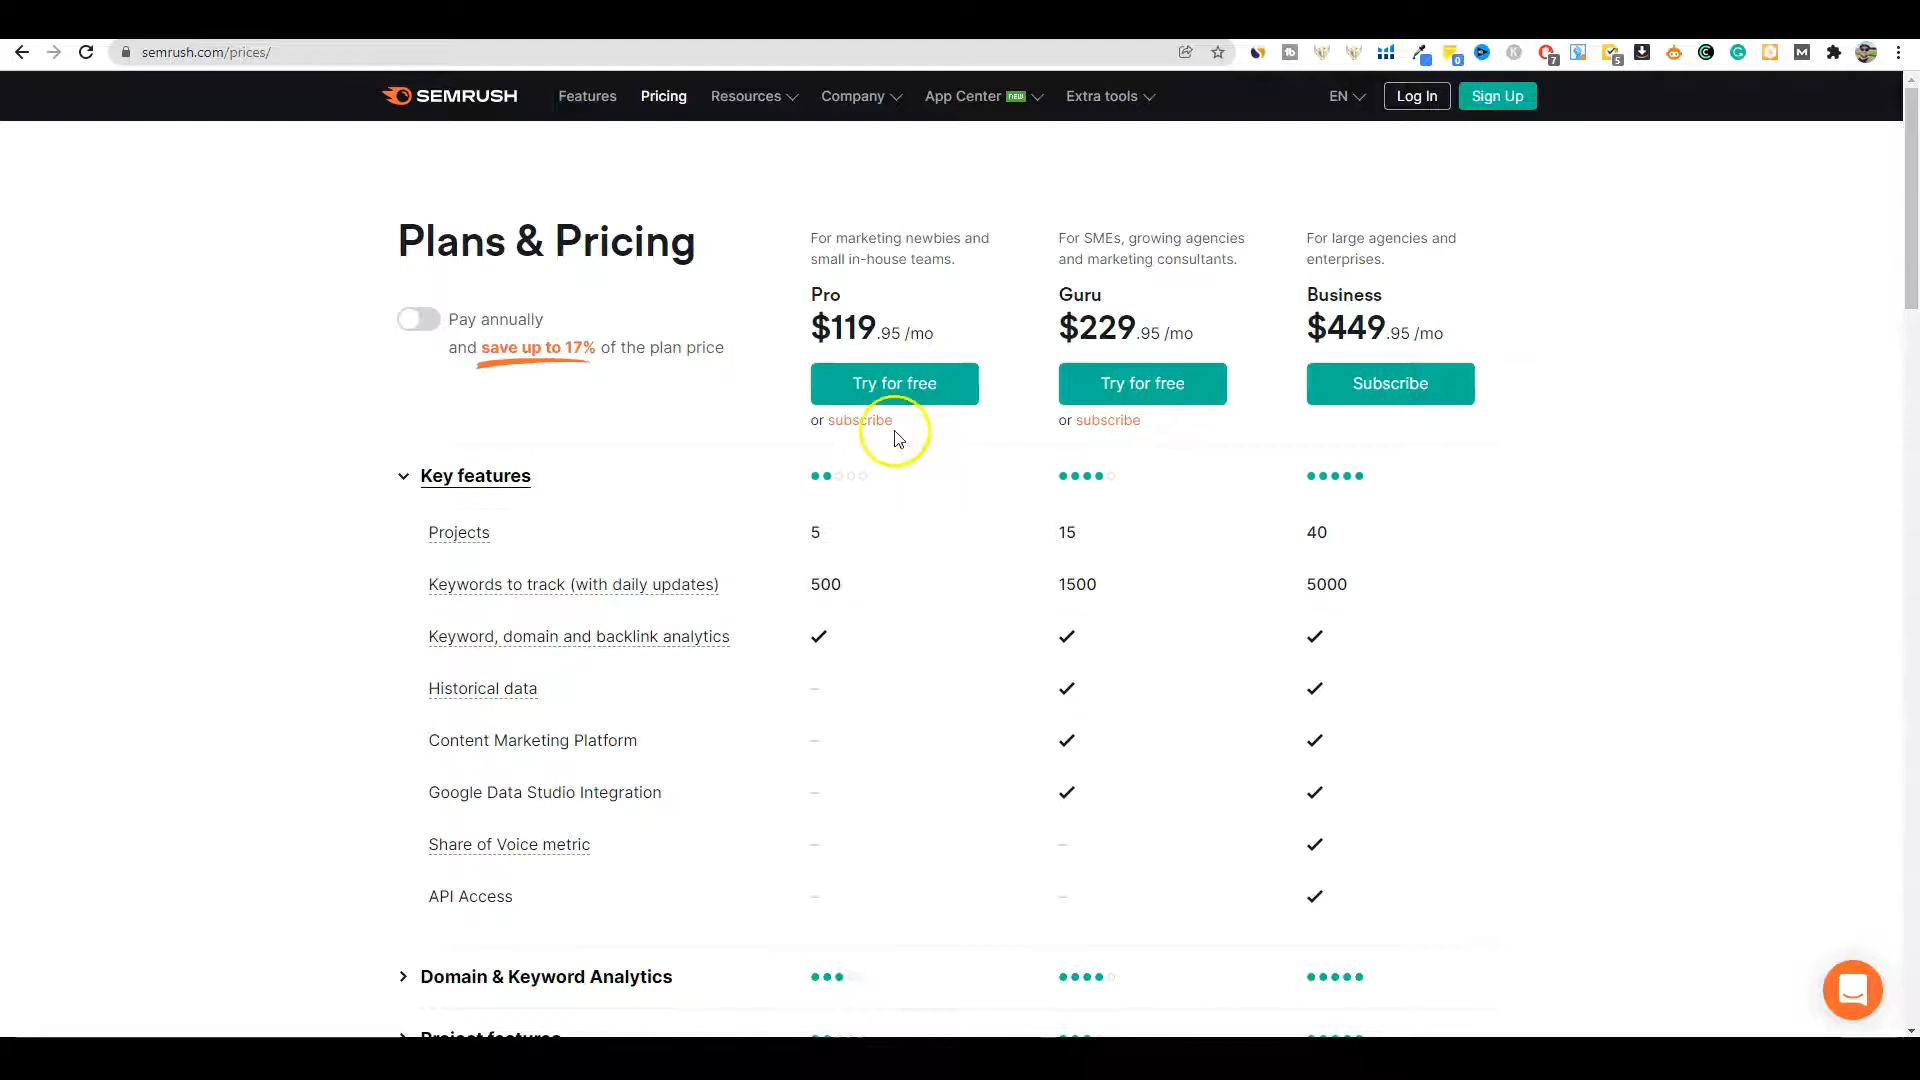 semrush.com/prices/
SEMRUSH Features Pricing Resources Company App Center NEW Extra tools EN Log In Sign Up
Plans & Pricing
Pay annually
and save up to 17% of the plan price
For marketing newbies and
small in-house teams.
Pro
$119.95 /mo
Try for free
or subscribe
For SMEs, growing agencies
and marketing consultants.
Guru
$229.95 /mo
Try for free
or subscribe
For large agencies and
enterprises.
Business
$449.95 /mo
Subscribe
Key features
Projects 5 15 40
Keywords to track (with daily updates) 500 1500 5000
Keyword, domain and backlink analytics
Historical data
Content Marketing Platform
Google Data Studio Integration
Share of Voice metric
API Access
Domain & Keyword Analytics
Project features